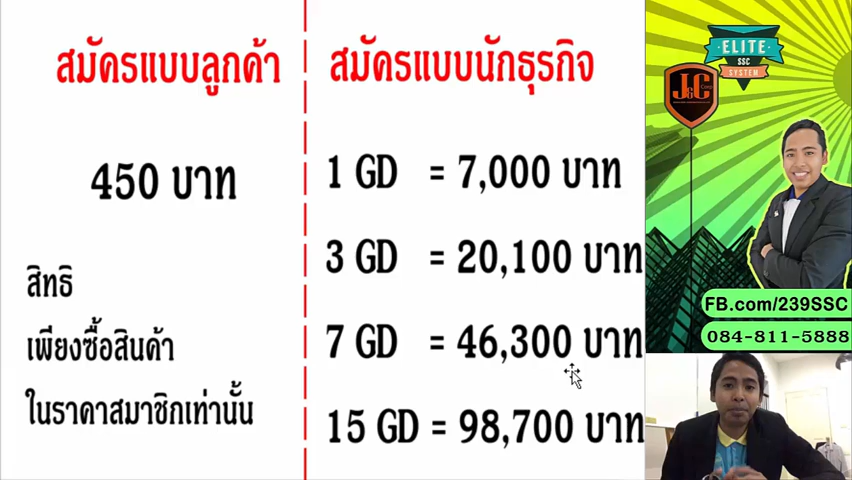 สมัครแบบลูกค้า
450 บาท
สิทธิ
เพียงซื้อสินค้า
ในราคาสมาชิกเท่านั้น
สมัครแบบนักธุรกิจ
1 GD = 7,000 บาท
3 GD = 20,100 บาท
7 GD = 46,300 บาท
15 GD = 98,700 บาท
ELITE
SSC
SYSTEM
J&C Corp
FB.com/239SSC
084-811-5888